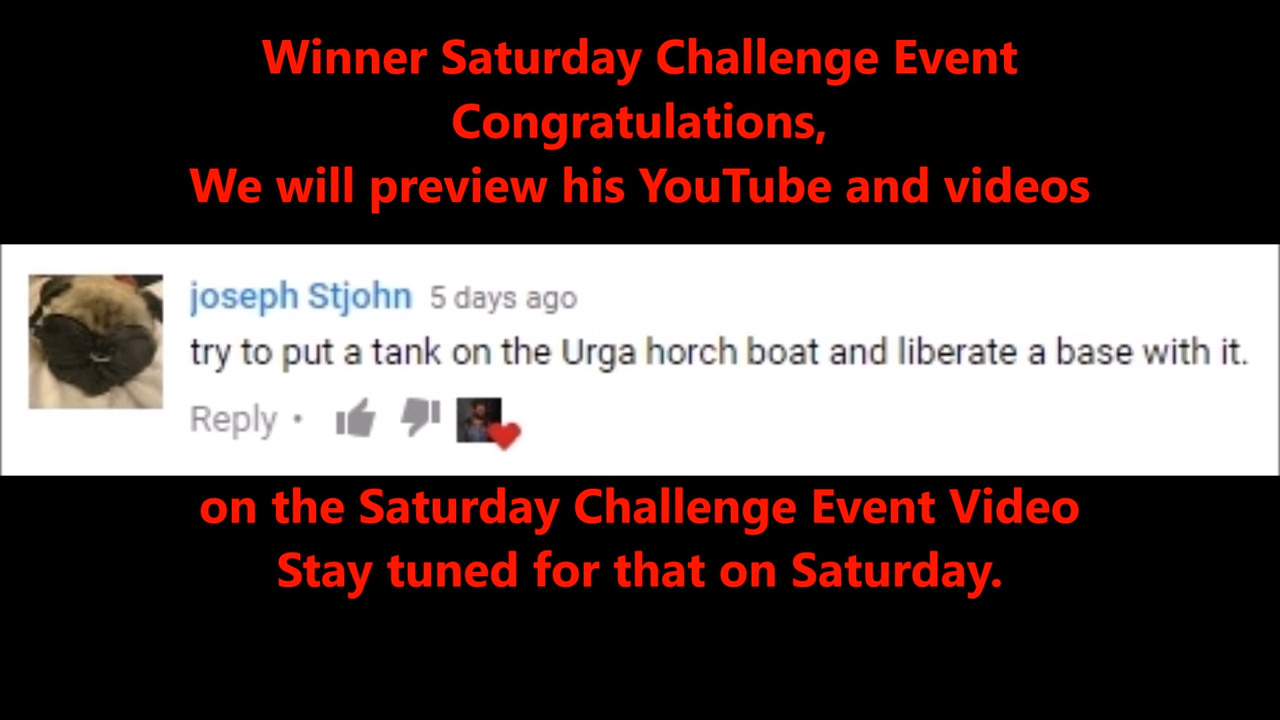 Winner Saturday Challenge Event
Congratulations,
We will preview his YouTube and videos
joseph Stjohn 5 days ago
try to put a tank on the Urga horch boat and liberate a base with it.
Reply •
on the Saturday Challenge Event Video
Stay tuned for that on Saturday.